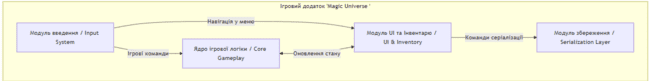 Ігровий додаток 'Magic Universe '
Навігація у меню
Модуль введення / Input
System
Модуль UI та Інвентарю /
UI & Inventory
Команди серіалізації
Модуль збереження /
Serialization Layer
Ігрові команди
Ядро ігрової логіки / Core
Gameplay
Оновлення стану